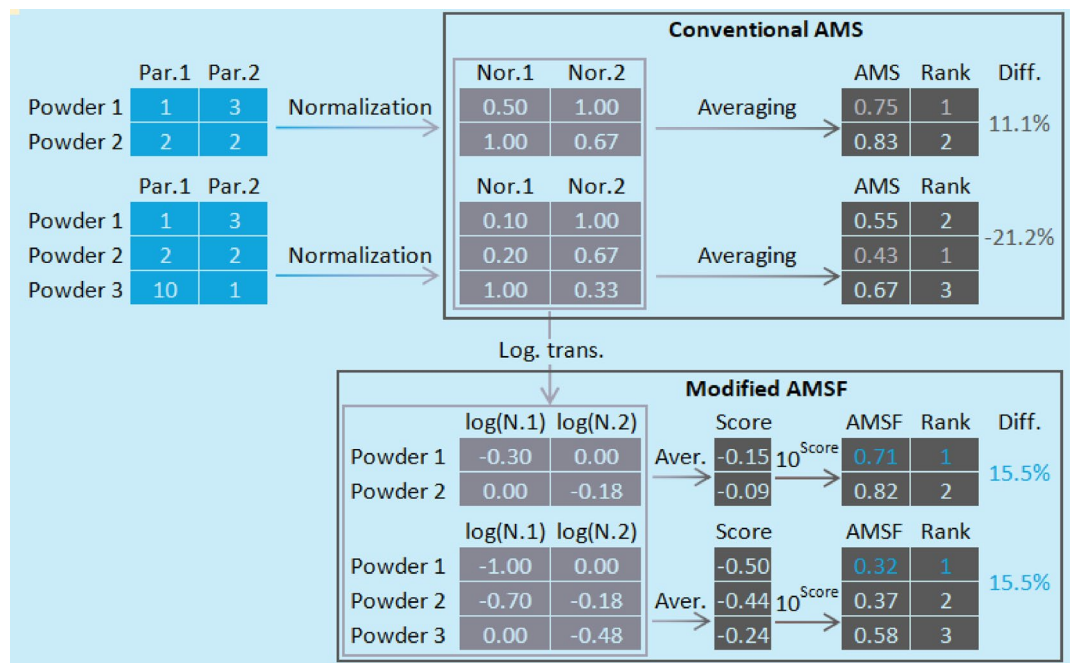 Conventional AMS
Par.1 Par.2 Nor.1 Nor.2 AMS Rank Diff.
Powder 1 1 3 Normalization 0.50 1.00 Averaging 0.75 1 11.1%
Powder 2 2 2 1.00 0.67 0.83 2
Par.1 Par.2 Nor.1 Nor.2 AMS Rank
Powder 1 1 3 0.10 1.00 0.55 2 -21.2%
Powder 2 2 2 Normalization 0.20 0.67 Averaging 0.43 1
Powder 3 10 1 1.00 0.33 0.67 3
Log. trans.
Modified AMSF
log(N.1) log(N.2) Score AMSF Rank Diff.
Powder 1 -0.30 0.00 Aver. -0.15 10^Score 0.71 1 15.5%
Powder 2 0.00 -0.18 -0.09 0.82 2
log(N.1) log(N.2) Score AMSF Rank
Powder 1 -1.00 0.00 -0.50 0.32 1 15.5%
Powder 2 -0.70 -0.18 Aver. -0.44 10^Score 0.37 2
Powder 3 0.00 -0.48 -0.24 0.58 3